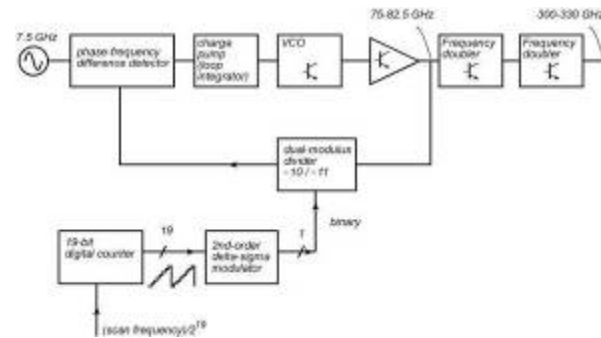 75-82.5 GHz
300-330 GHz
7.5 GHz
phase-frequency
difference detector
charge
pump
(loop
integrator)
VCO
Frequency
doubler
Frequency
doubler
dual-modulus
divider
÷10 / ÷11
binary
19-bit
digital counter
19
2nd-order
delta-sigma
modulator
1
(scan frequency)/2^19